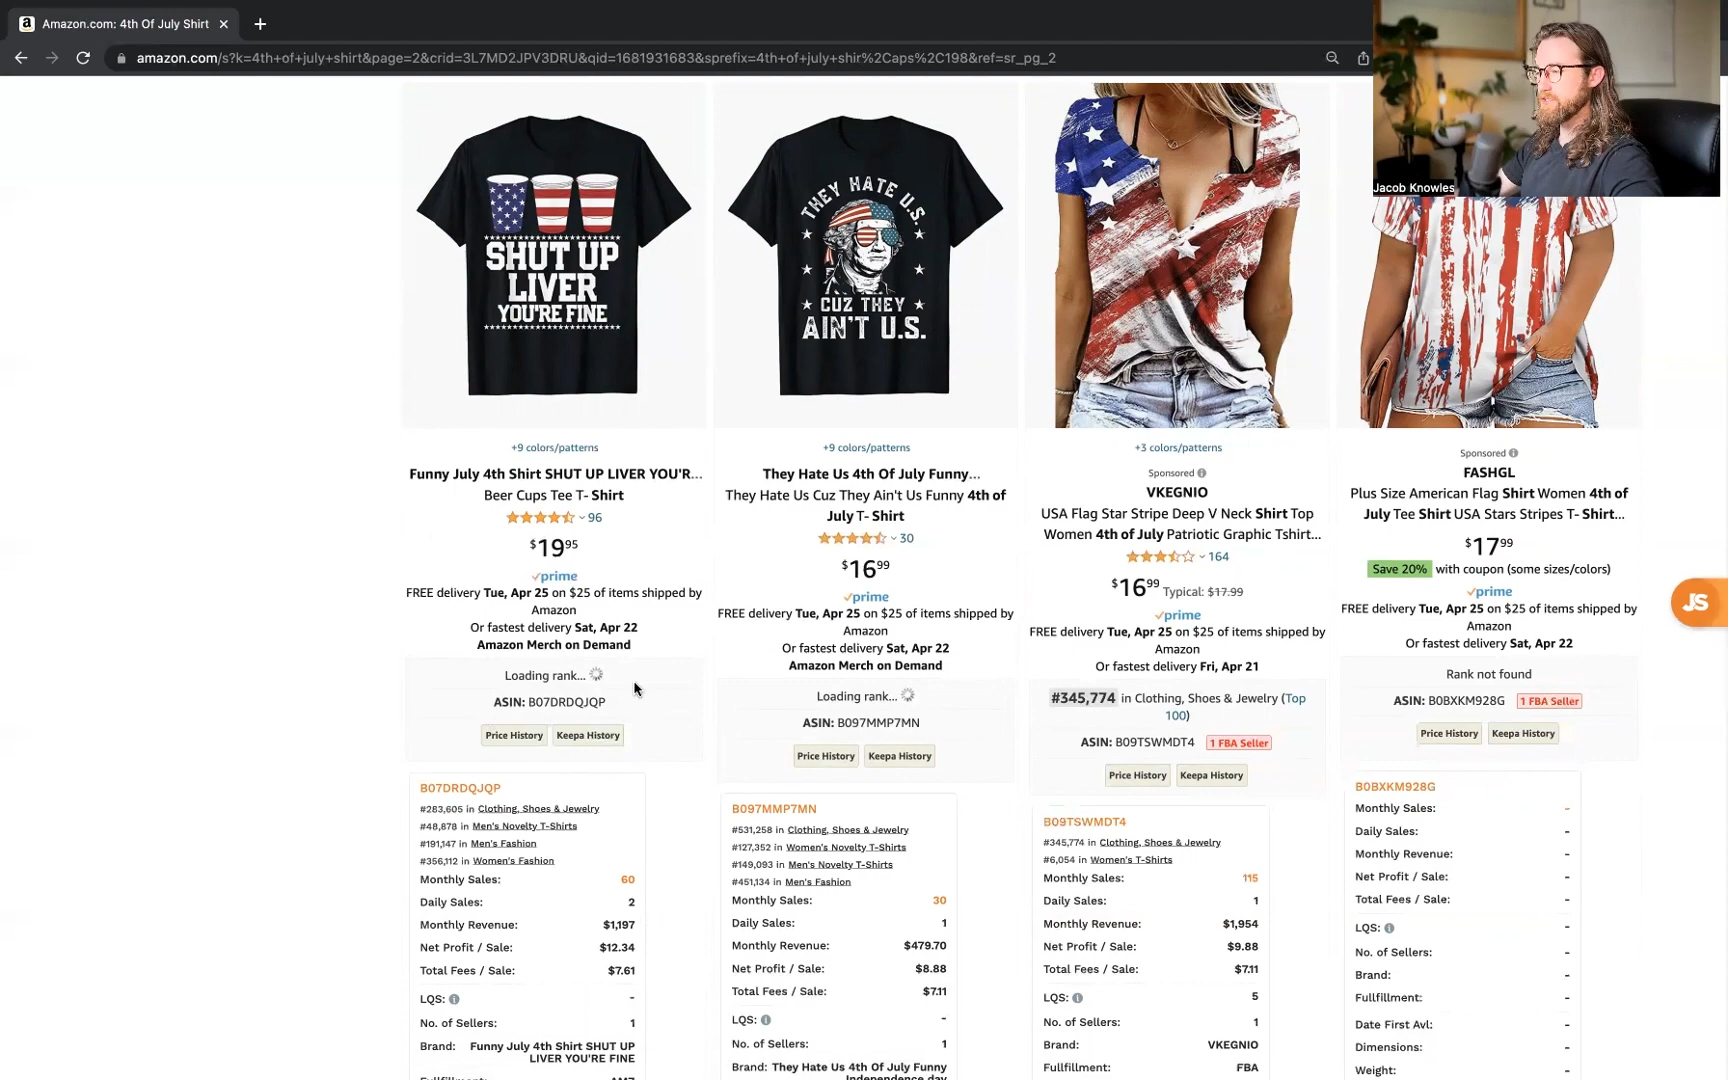 Amazon.com: 4th Of July Shirt
amazon.com/s?k=4th+of+july+shirt&page=2&crid=3L7MD2JPV3DRU&qid=1681931683&sprefix=4th+of+july+shir%2Caps%2C198&ref=sr_pg_2
Jacob Knowles
SHUT UP
LIVER
YOU'RE FINE
+9 colors/patterns
Funny July 4th Shirt SHUT UP LIVER YOU'R...
Beer Cups Tee T- Shirt
96
$19.95
prime
FREE delivery Tue, Apr 25 on $25 of items shipped by
Amazon
Or fastest delivery Sat, Apr 22
Amazon Merch on Demand
Loading rank...
ASIN: B07DRDQJQP
Price History Keepa History
B07DRDQJQP
#283,605 in Clothing, Shoes & Jewelry
#48,878 in Men's Novelty T-Shirts
#191,147 in Men's Fashion
#356,112 in Women's Fashion
Monthly Sales: 60
Daily Sales: 2
Monthly Revenue: $1,197
Net Profit / Sale: $12.34
Total Fees / Sale: $7.61
LQS: -
No. of Sellers: 1
Brand: Funny July 4th Shirt SHUT UP
LIVER YOU'RE FINE
THEY HATE U.S.
CUZ THEY
AIN'T U.S.
+9 colors/patterns
They Hate Us 4th Of July Funny...
They Hate Us Cuz They Ain't Us Funny 4th of
July T- Shirt
30
$16.99
prime
FREE delivery Tue, Apr 25 on $25 of items shipped by
Amazon
Or fastest delivery Sat, Apr 22
Amazon Merch on Demand
Loading rank...
ASIN: B097MMP7MN
Price History Keepa History
B097MMP7MN
#531,258 in Clothing, Shoes & Jewelry
#127,352 in Women's Novelty T-Shirts
#149,093 in Men's Novelty T-Shirts
#451,134 in Men's Fashion
Monthly Sales: 30
Daily Sales: 1
Monthly Revenue: $479.70
Net Profit / Sale: $8.88
Total Fees / Sale: $7.11
LQS: -
No. of Sellers: 1
Brand: They Hate Us 4th Of July Funny
Independence day
+3 colors/patterns
Sponsored
VKEGNIO
USA Flag Star Stripe Deep V Neck Shirt Top
Women 4th of July Patriotic Graphic Tshirt...
164
$16.99 Typical: $17.99
prime
FREE delivery Tue, Apr 25 on $25 of items shipped by
Amazon
Or fastest delivery Fri, Apr 21
#345,774 in Clothing, Shoes & Jewelry (Top
100)
ASIN: B09TSWMDT4 1 FBA Seller
Price History Keepa History
B09TSWMDT4
#345,774 in Clothing, Shoes & Jewelry
#6,054 in Women's T-Shirts
Monthly Sales: 115
Daily Sales: 1
Monthly Revenue: $1,954
Net Profit / Sale: $9.88
Total Fees / Sale: $7.11
LQS: 5
No. of Sellers: 1
Brand: VKEGNIO
Fullfillment: FBA
Sponsored
FASHGL
Plus Size American Flag Shirt Women 4th of
July Tee Shirt USA Stars Stripes T- Shirt...
$17.99
Save 20% with coupon (some sizes/colors)
prime
FREE delivery Tue, Apr 25 on $25 of items shipped by
Amazon
Or fastest delivery Sat, Apr 22
Rank not found
ASIN: B0BXKM928G 1 FBA Seller
Price History Keepa History
B0BXKM928G
Monthly Sales: -
Daily Sales: -
Monthly Revenue: -
Net Profit / Sale: -
Total Fees / Sale: -
LQS: -
No. of Sellers: -
Brand: -
Fullfillment: -
Date First Avl: -
Dimensions: -
Weight: -
JS